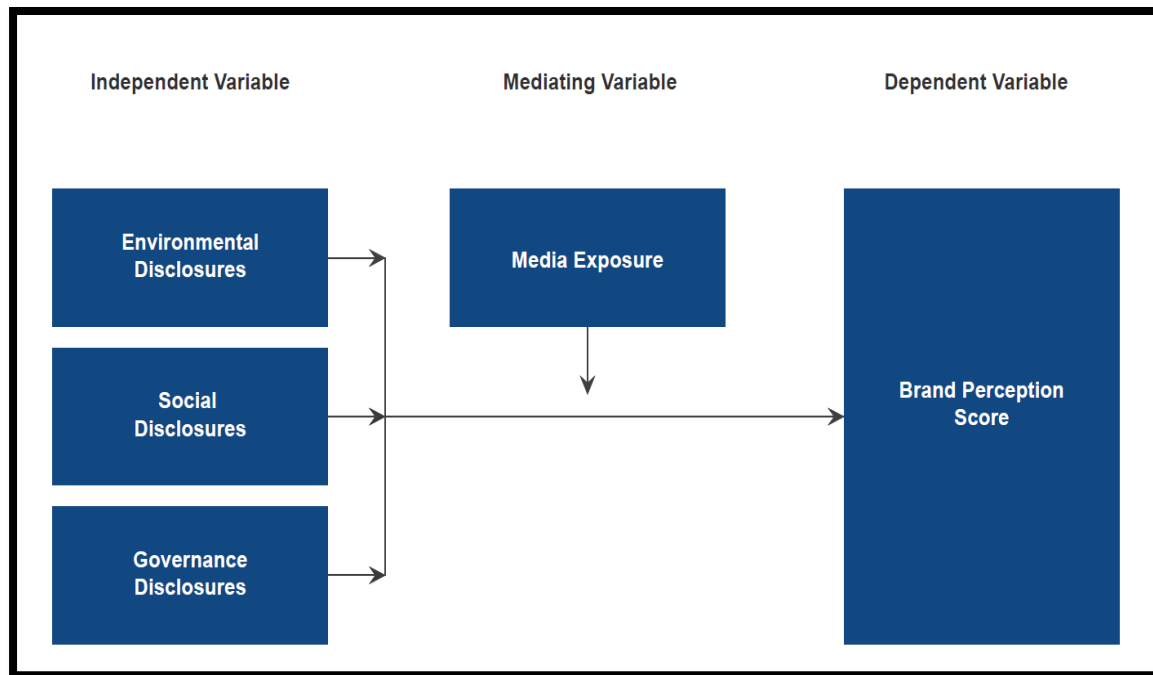 Independent Variable
Mediating Variable
Dependent Variable
Environmental
Disclosures
Media Exposure
Social
Disclosures
Brand Perception
Score
Governance
Disclosures